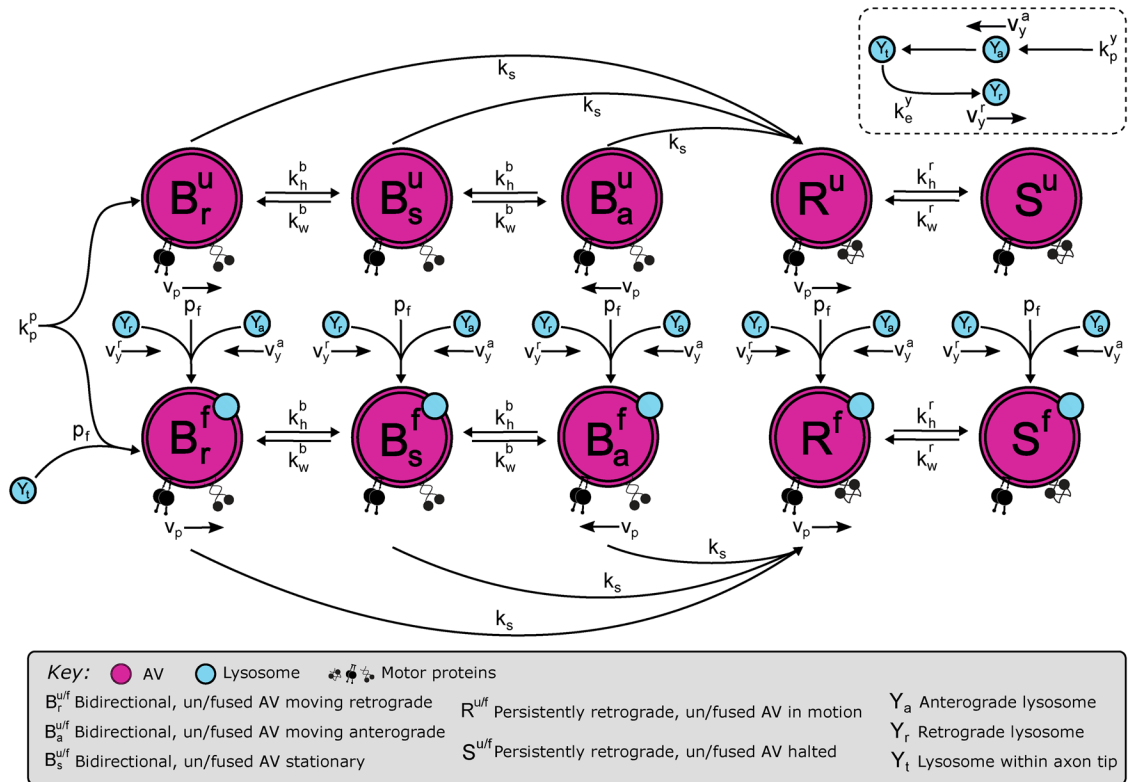 v_y^a
Y_t Y_a k_p^y
Y_r
k_e^y v_y^r
k_s
k_s
k_s
B_r^u k_h^b k_w^b B_s^u k_h^b k_w^b B_a^u R^u k_h^r k_w^r S^u
v_p v_p v_p
k_p^p
p_f p_f p_f p_f p_f
Y_r Y_a Y_r Y_a Y_r Y_a Y_r Y_a Y_r Y_a
v_y^r v_y^a v_y^r v_y^a v_y^r v_y^a v_y^r v_y^a v_y^r v_y^a
p_f
Y_t
B_r^f k_h^b k_w^b B_s^f k_h^b k_w^b B_a^f R^f k_h^r k_w^r S^f
v_p v_p v_p
k_s
k_s
k_s
Key: AV Lysosome Motor proteins
B_r^u/f Bidirectional, un/fused AV moving retrograde
B_a^u/f Bidirectional, un/fused AV moving anterograde
B_s^u/f Bidirectional, un/fused AV stationary
R^u/f Persistently retrograde, un/fused AV in motion
S^u/f Persistently retrograde, un/fused AV halted
Y_a Anterograde lysosome
Y_r Retrograde lysosome
Y_t Lysosome within axon tip